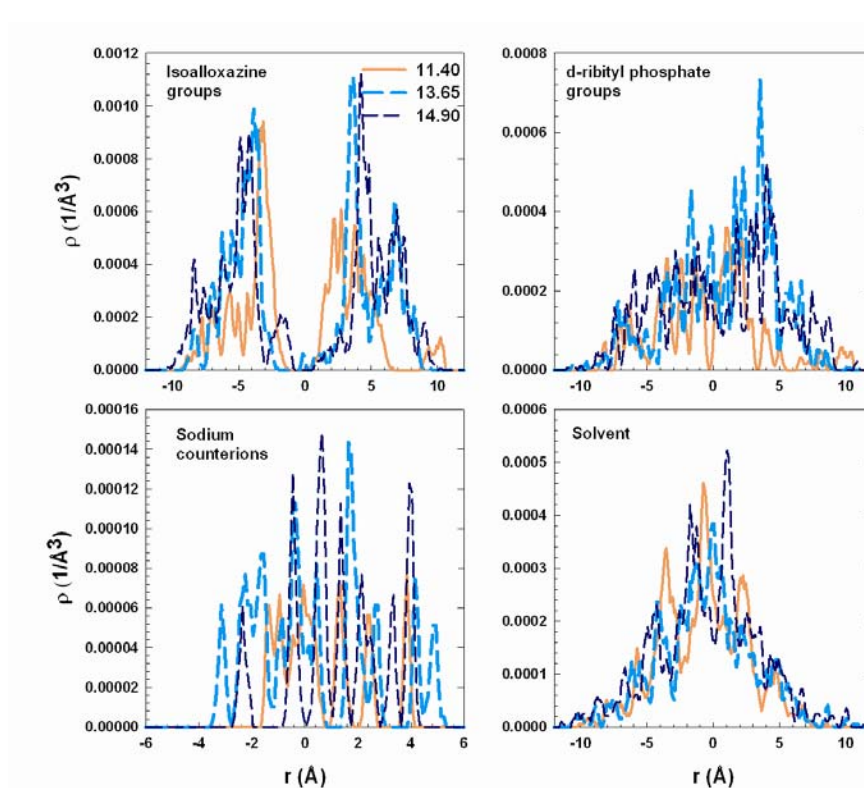 Isoalloxazine
groups
11.40
13.65
14.90
ρ (1/Å3)
0.0012
0.0010
0.0008
0.0006
0.0004
0.0002
0.0000
-10 -5 0 5 10
d-ribityl phosphate
groups
0.0008
0.0006
0.0004
0.0002
0.0000
-10 -5 0 5 10
Sodium
counterions
ρ (1/Å3)
0.00016
0.00014
0.00012
0.00010
0.00008
0.00006
0.00004
0.00002
0.00000
-6 -4 -2 0 2 4 6
r (Å)
Solvent
0.0006
0.0005
0.0004
0.0003
0.0002
0.0001
0.0000
-10 -5 0 5 10
r (Å)